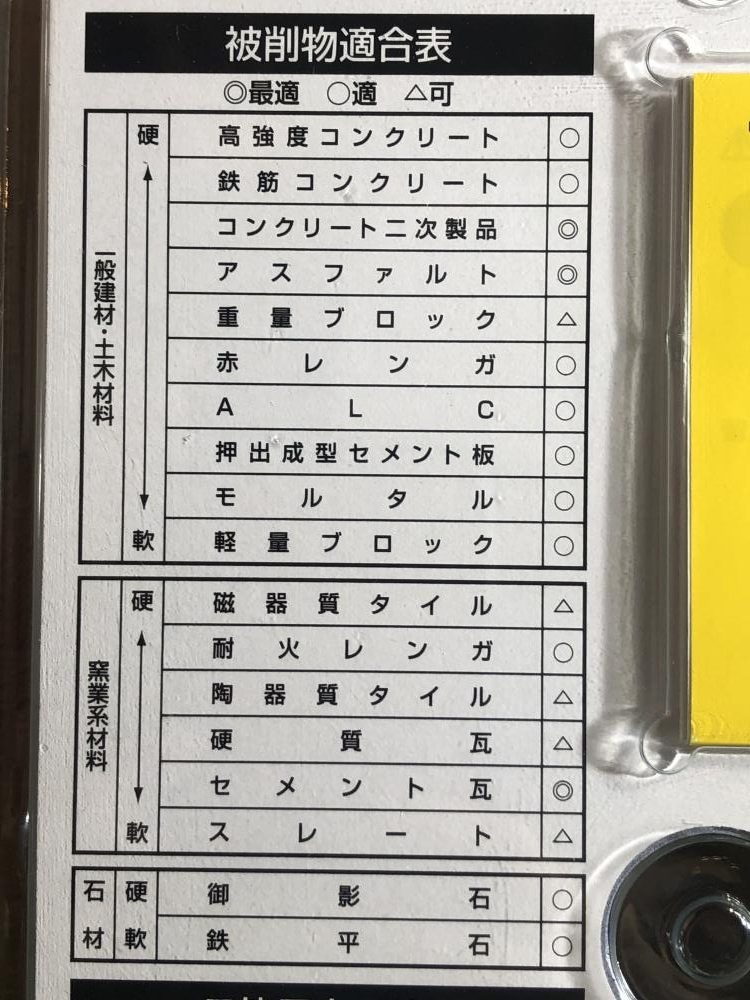 被削物適合表
◎最適 ○適 △可
一般建材・土木材料
硬
軟
高強度コンクリート ○
鉄筋コンクリート ○
コンクリート二次製品 ◎
アスファルト ◎
重量ブロック △
赤レンガ ○
ALC ○
押出成型セメント板 ○
モルタル ○
軽量ブロック ○
窯業系材料
硬
軟
磁器質タイル △
耐火レンガ ○
陶器質タイル △
硬質瓦 △
セメント瓦 ◎
スレート △
石材
硬
軟
御影石 ○
鉄平石 ○